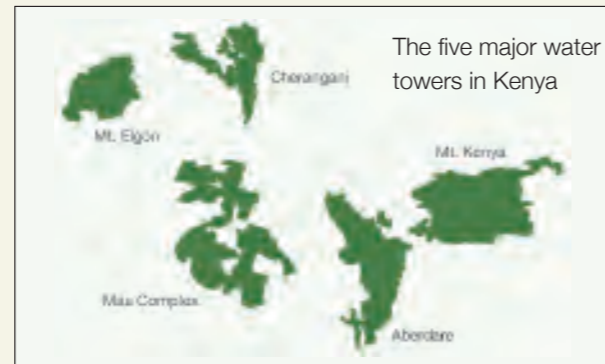 The five major water
towers in Kenya
Cherangani
Mt. Elgon
Mt. Kenya
Mau Complex
Aberdare